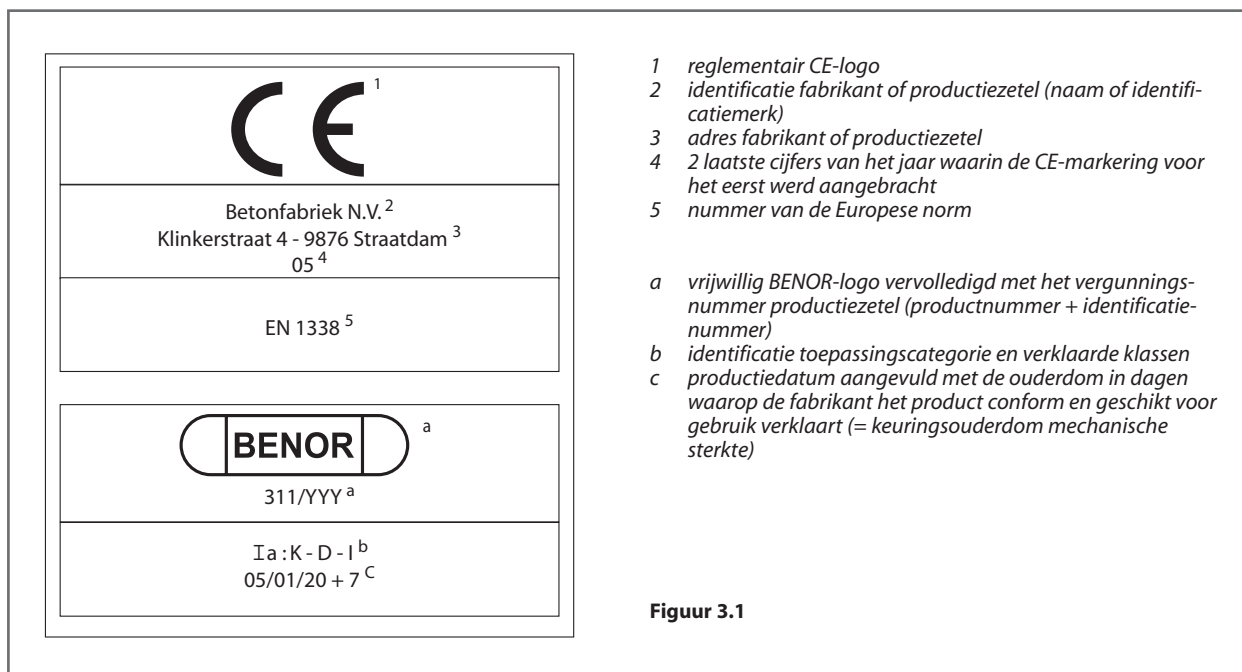 CE 1
Betonfabriek N.V. 2
Klinkerstraat 4 - 9876 Straatdam 3
05 4
EN 1338 5
BENOR a
311/YYY a
Ia : K - D - I b
05/01/20 + 7 C
1 reglementair CE-logo
2 identificatie fabrikant of productiezetel (naam of identifi-
catiemerk)
3 adres fabrikant of productiezetel
4 2 laatste cijfers van het jaar waarin de CE-markering voor
het eerst werd aangebracht
5 nummer van de Europese norm
a vrijwillig BENOR-logo vervolledigd met het vergunnings-
nummer productiezetel (productnummer + identificatie-
nummer)
b identificatie toepassingscategorie en verklaarde klassen
c productiedatum aangevuld met de ouderdom in dagen
waarop de fabrikant het product conform en geschikt voor
gebruik verklaart (= keuringsouderdom mechanische
sterkte)
Figuur 3.1